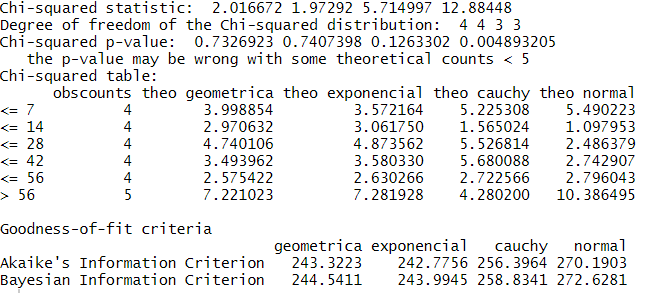 Chi-squared statistic:  2.016672 1.97292 5.714997 12.88448
Degree of freedom of the Chi-squared distribution:  4 4 3 3
Chi-squared p-value:  0.7326923 0.7407398 0.1263302 0.004893205
   the p-value may be wrong with some theoretical counts < 5
Chi-squared table:
      obscounts theo geometrica theo exponencial theo cauchy theo normal
<= 7          4        3.998854         3.572164    5.225308    5.490223
<= 14         4        2.970632         3.061750    1.565024    1.097953
<= 28         4        4.740106         4.873562    5.526814    2.486379
<= 42         4        3.493962         3.580330    5.680088    2.742907
<= 56         4        2.575422         2.630266    2.722566    2.796043
> 56          5        7.221023         7.281928    4.280200   10.386495
Goodness-of-fit criteria
                               geometrica exponencial   cauchy   normal
Akaike's Information Criterion   243.3223    242.7756 256.3964 270.1903
Bayesian Information Criterion   244.5411    243.9945 258.8341 272.6281